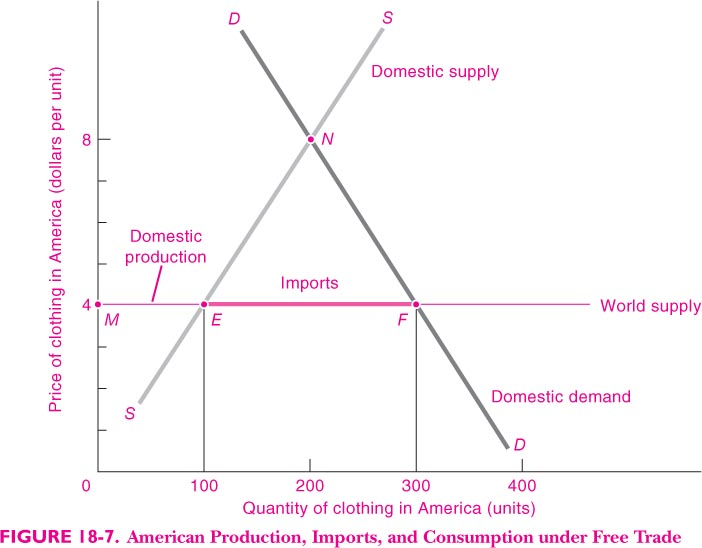 D
S
Domestic supply
8
N
Price of clothing in America (dollars per unit)
Domestic
production
Imports
4
World supply
M
E
F
Domestic demand
S
D
0
100
200
300
400
Quantity of clothing in America (units)
FIGURE 18-7. American Production, Imports, and Consumption under Free Trade